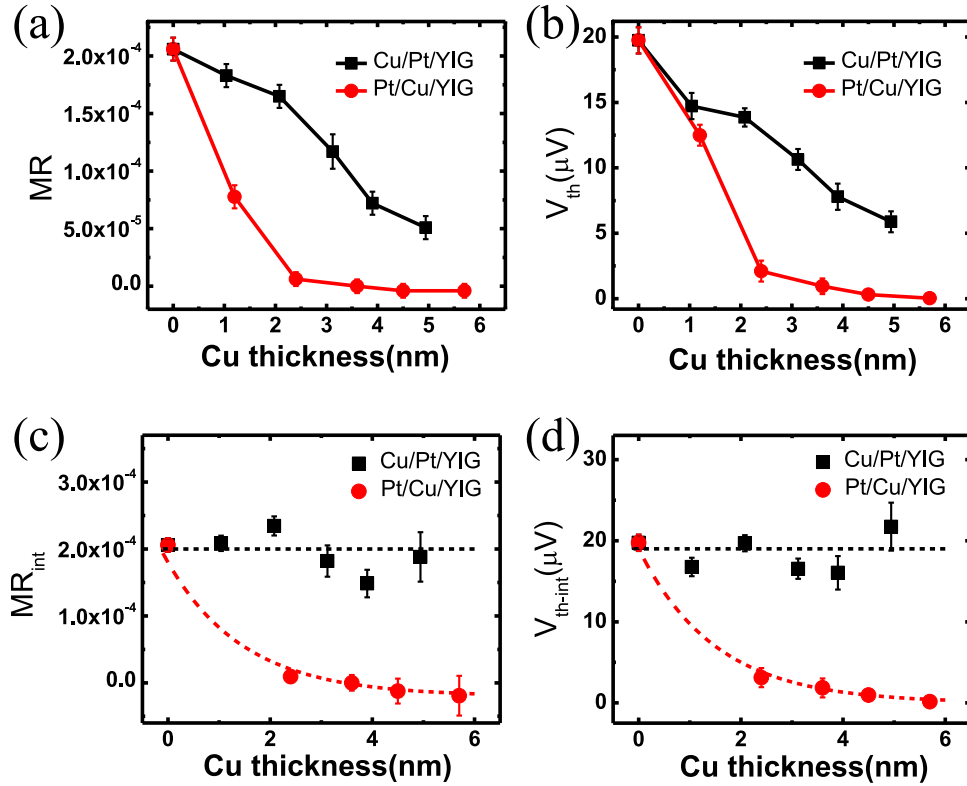 (a)
MR
2.0x10⁻⁴
1.5x10⁻⁴
1.0x10⁻⁴
5.0x10⁻⁵
0.0
Cu/Pt/YIG
Pt/Cu/YIG
0 1 2 3 4 5 6
Cu thickness(nm)
(b)
V_th(μV)
20
15
10
5
0
Cu/Pt/YIG
Pt/Cu/YIG
0 1 2 3 4 5 6
Cu thickness(nm)
(c)
MR_int
3.0x10⁻⁴
2.0x10⁻⁴
1.0x10⁻⁴
0.0
Cu/Pt/YIG
Pt/Cu/YIG
0 2 4 6
Cu thickness(nm)
(d)
V_th-int(μV)
30
20
10
0
Cu/Pt/YIG
Pt/Cu/YIG
0 2 4 6
Cu thickness(nm)